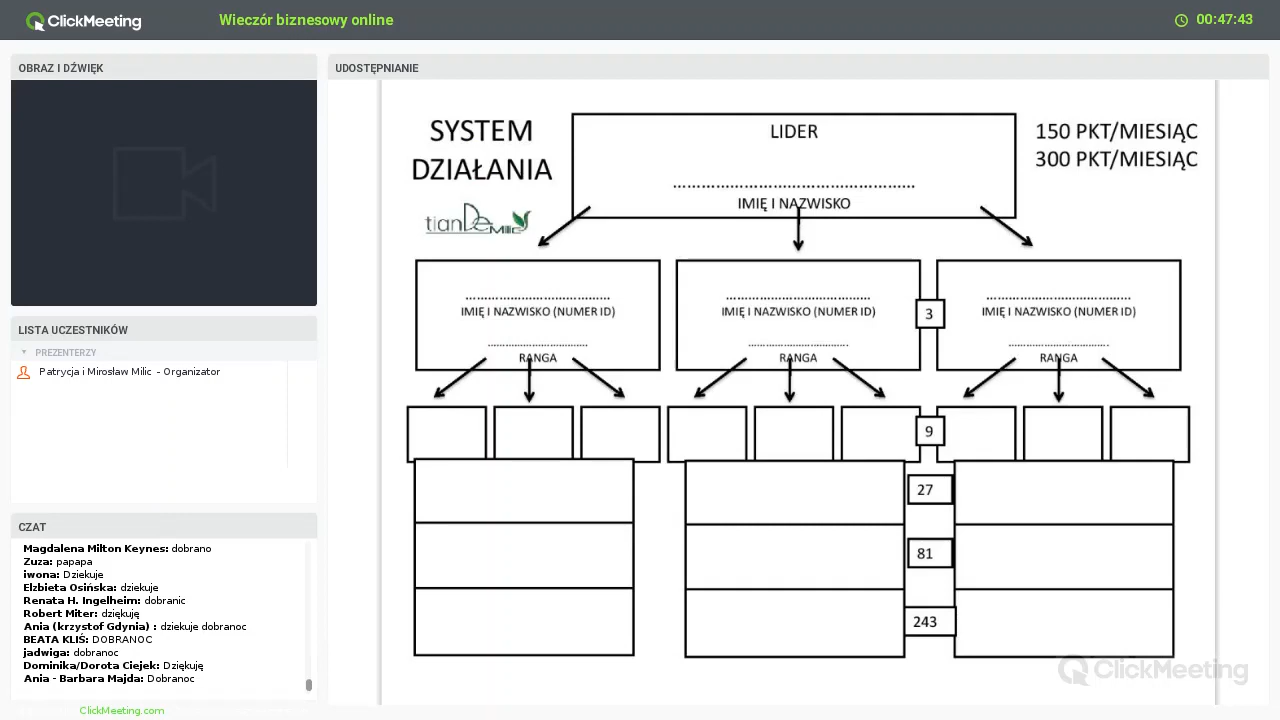 ClickMeeting
Wieczór biznesowy online
00:47:43
OBRAZ I DŹWIĘK
UDOSTĘPNIANIE
SYSTEM
DZIAŁANIA
tianDe
Milic
LIDER
................................................
IMIĘ I NAZWISKO
150 PKT/MIESIĄC
300 PKT/MIESIĄC
IMIĘ I NAZWISKO (NUMER ID)
RANGA
IMIĘ I NAZWISKO (NUMER ID)
RANGA
3
IMIĘ I NAZWISKO (NUMER ID)
RANGA
9
27
81
243
LISTA UCZESTNIKÓW
PREZENTERZY
Patrycja i Mirosław Milic - Organizator
CZAT
Magdalena Milton Keynes: dobrano
Zuza: papapa
iwona: Dziekuje
Elzbieta Osińska: dziekuje
Renata H. Ingelheim: dobranic
Robert Miter: dziękuję
Ania (krzystof Gdynia) : dziekuje dobranoc
BEATA KLIŚ: DOBRANOC
jadwiga: dobranoc
Dominika/Dorota Ciejek: Dziękuję
Ania - Barbara Majda: Dobranoc
ClickMeeting.com
ClickMeeting